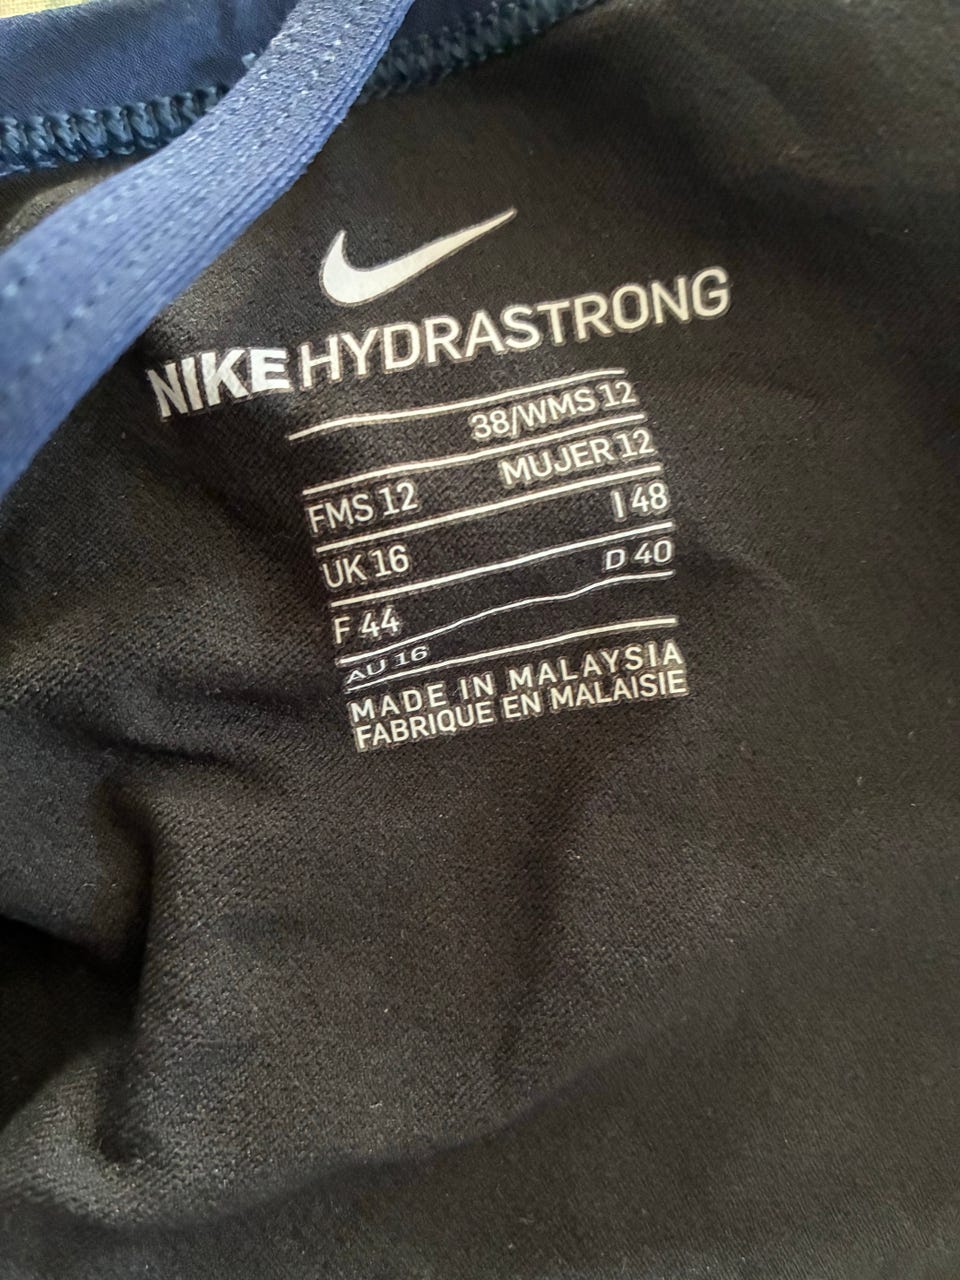 NIKE HYDRASTRONG
38/WMS 12
FMS 12 MUJER 12
UK 16 I 48
F 44 D 40
AU 16
MADE IN MALAYSIA
FABRIQUE EN MALAISIE